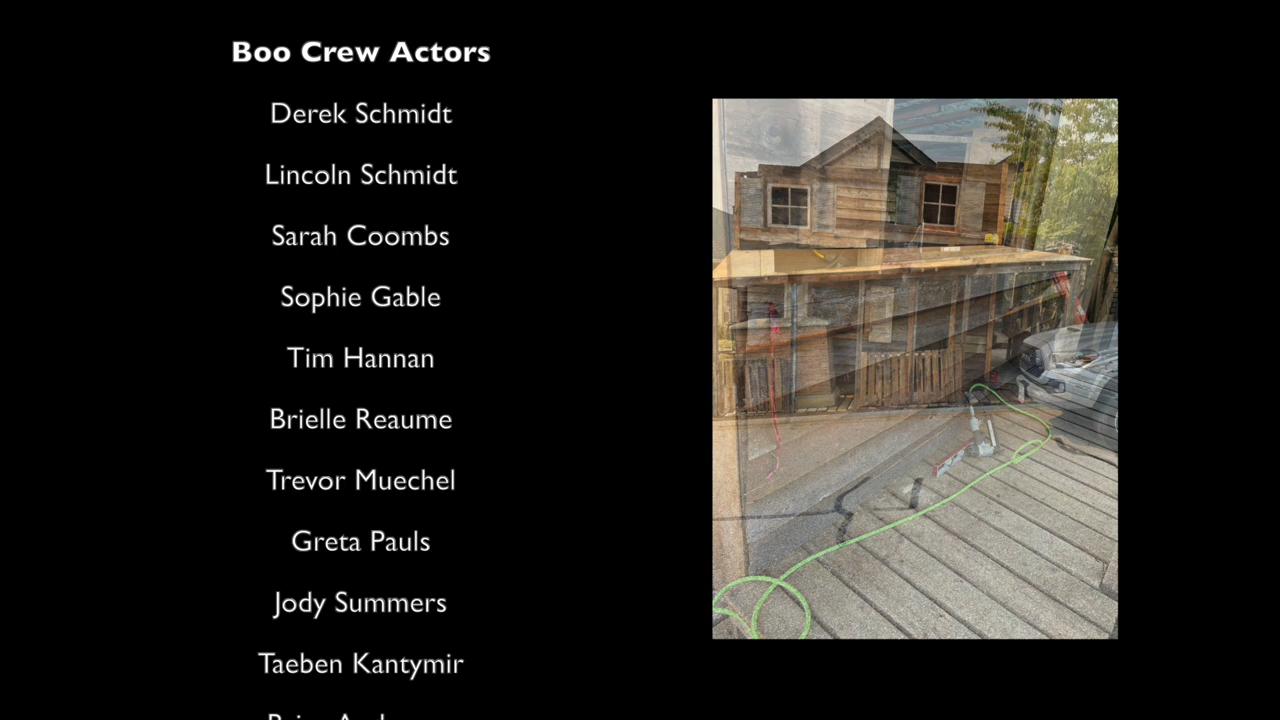 Boo Crew Actors
Derek Schmidt
Lincoln Schmidt
Sarah Coombs
Sophie Gable
Tim Hannan
Brielle Reaume
Trevor Muechel
Greta Pauls
Jody Summers
Taeben Kantymir